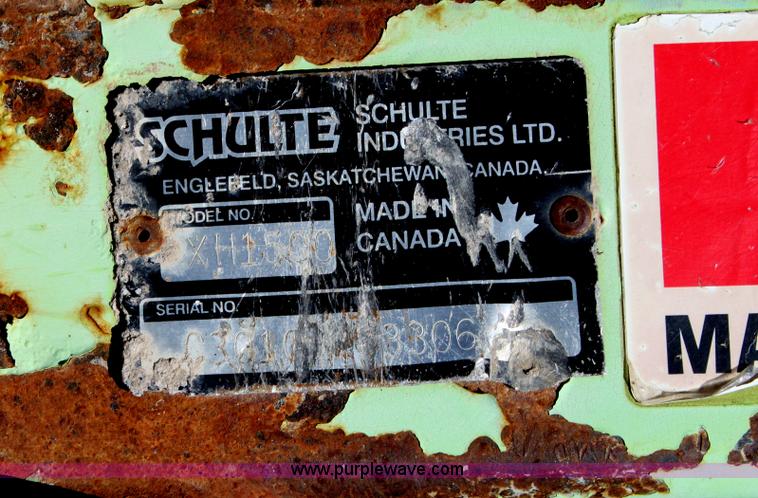 SCHULTE
SCHULTE
INDUSTRIES LTD.
ENGLEFELD, SASKATCHEWAN, CANADA.
MODEL NO.
XH1500
MADE IN
CANADA
SERIAL NO.
MA
www.purplewave.com